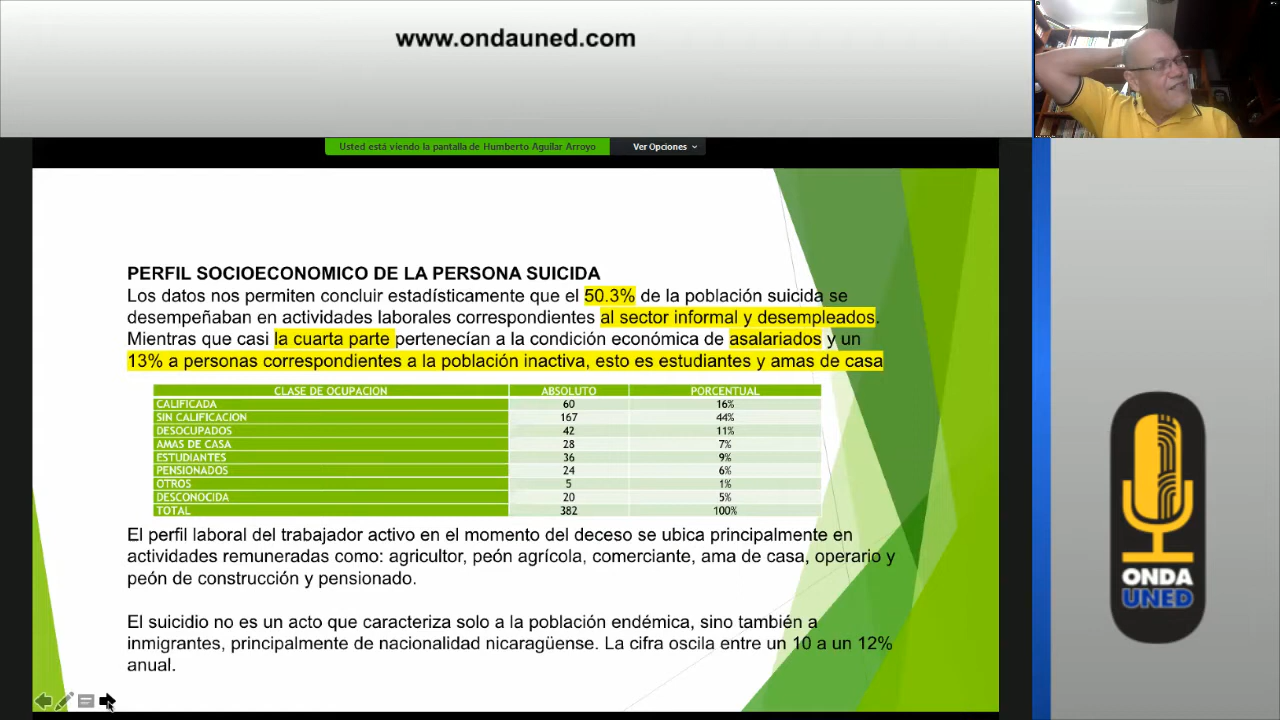 www.ondauned.com
Usted está viendo la pantalla de Humberto Aguilar Arroyo
Ver Opciones
PERFIL SOCIOECONOMICO DE LA PERSONA SUICIDA
Los datos nos permiten concluir estadísticamente que el 50.3% de la población suicida se
desempeñaban en actividades laborales correspondientes al sector informal y desempleados.
Mientras que casi la cuarta parte pertenecían a la condición económica de asalariados y un
13% a personas correspondientes a la población inactiva, esto es estudiantes y amas de casa
CLASE DE OCUPACION ABSOLUTO PORCENTUAL
CALIFICADA 60 16%
SIN CALIFICACION 167 44%
DESOCUPADOS 42 11%
AMAS DE CASA 28 7%
ESTUDIANTES 36 9%
PENSIONADOS 24 6%
OTROS 5 1%
DESCONOCIDA 20 5%
TOTAL 382 100%
El perfil laboral del trabajador activo en el momento del deceso se ubica principalmente en
actividades remuneradas como: agricultor, peón agrícola, comerciante, ama de casa, operario y
peón de construcción y pensionado.
El suicidio no es un acto que caracteriza solo a la población endémica, sino también a
inmigrantes, principalmente de nacionalidad nicaragüense. La cifra oscila entre un 10 a un 12%
anual.
ONDA
UNED